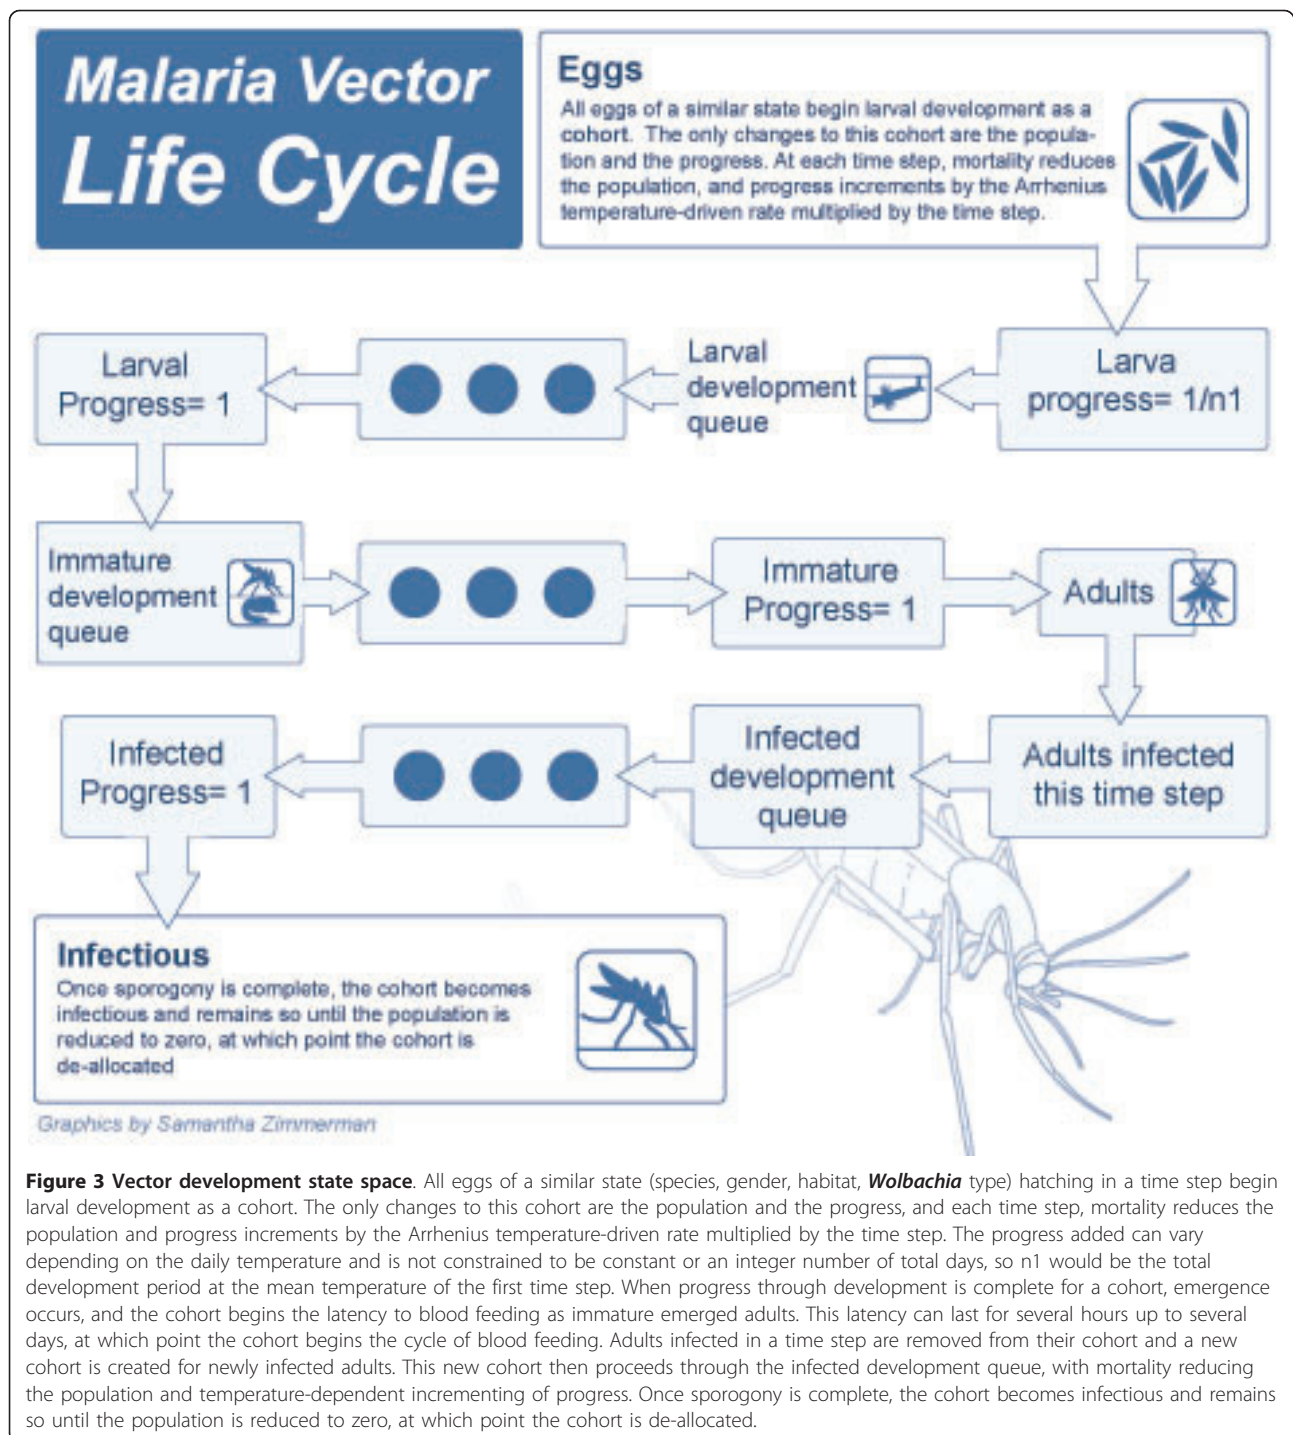 Malaria Vector
Life Cycle
Eggs
All eggs of a similar state begin larval development as a
cohort. The only changes to this cohort are the popula-
tion and the progress. At each time step, mortality reduces
the population, and progress increments by the Arrhenius
temperature-driven rate multiplied by the time step.
Larval
Progress= 1
Larval
development
queue
Larva
progress= 1/n1
Immature
development
queue
Immature
Progress= 1
Adults
Infected
Progress= 1
Infected
development
queue
Adults infected
this time step
Infectious
Once sporogony is complete, the cohort becomes
infectious and remains so until the population is
reduced to zero, at which point the cohort is
de-allocated
Graphics by Samantha Zimmerman
Figure 3 Vector development state space. All eggs of a similar state (species, gender, habitat, Wolbachia type) hatching in a time step begin
larval development as a cohort. The only changes to this cohort are the population and the progress, and each time step, mortality reduces the
population and progress increments by the Arrhenius temperature-driven rate multiplied by the time step. The progress added can vary
depending on the daily temperature and is not constrained to be constant or an integer number of total days, so n1 would be the total
development period at the mean temperature of the first time step. When progress through development is complete for a cohort, emergence
occurs, and the cohort begins the latency to blood feeding as immature emerged adults. This latency can last for several hours up to several
days, at which point the cohort begins the cycle of blood feeding. Adults infected in a time step are removed from their cohort and a new
cohort is created for newly infected adults. This new cohort then proceeds through the infected development queue, with mortality reducing
the population and temperature-dependent incrementing of progress. Once sporogony is complete, the cohort becomes infectious and remains
so until the population is reduced to zero, at which point the cohort is de-allocated.